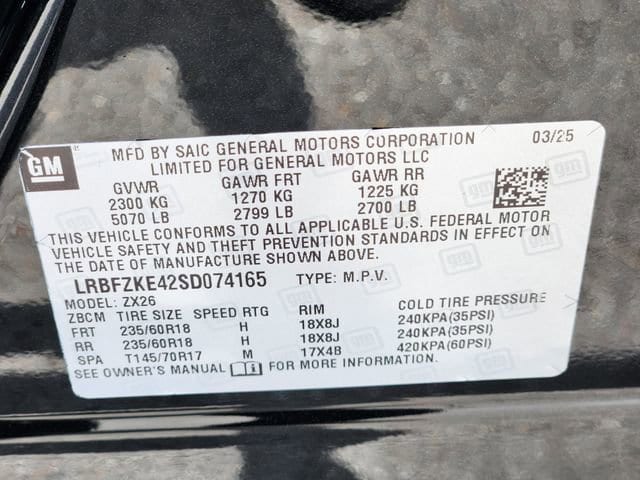 GM
MFD BY SAIC GENERAL MOTORS CORPORATION 03/25
LIMITED FOR GENERAL MOTORS LLC
GVWR GAWR FRT GAWR RR
2300 KG 1270 KG 1225 KG
5070 LB 2799 LB 2700 LB
THIS VEHICLE CONFORMS TO ALL APPLICABLE U.S. FEDERAL MOTOR
VEHICLE SAFETY AND THEFT PREVENTION STANDARDS IN EFFECT ON
THE DATE OF MANUFACTURE SHOWN ABOVE.
LRBFZKE42SD074165 TYPE: M.P.V.
MODEL: ZX26
ZBCM TIRE SIZE SPEED RTG RIM COLD TIRE PRESSURE
FRT 235/60R18 H 18X8J 240KPA(35PSI)
RR 235/60R18 H 18X8J 240KPA(35PSI)
SPA T145/70R17 M 17X4B 420KPA(60PSI)
SEE OWNER'S MANUAL FOR MORE INFORMATION.